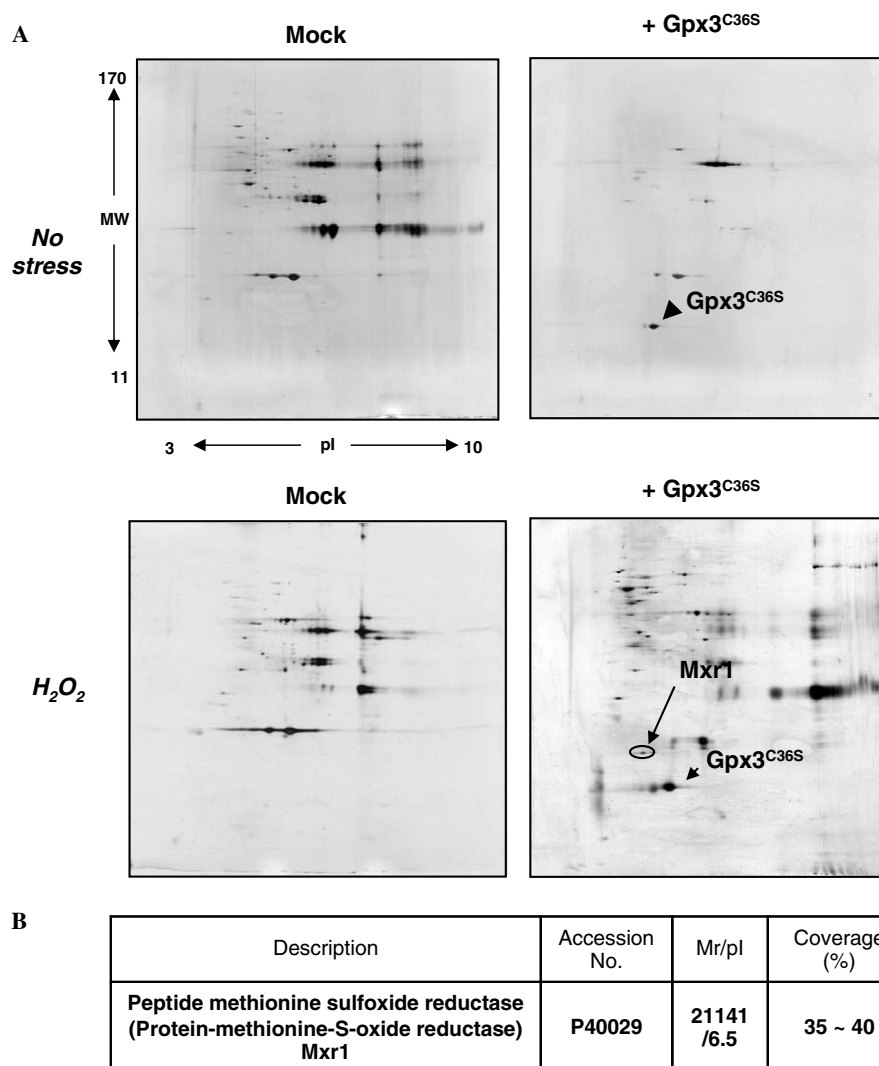 A
Mock
+ Gpx3C36S
170
MW
11
No stress
Gpx3C36S
3 pI 10
Mock
+ Gpx3C36S
H2O2
Mxr1
Gpx3C36S
B
Description Accession No. Mr/pI Coverage (%)
Peptide methionine sulfoxide reductase (Protein-methionine-S-oxide reductase) Mxr1 P40029 21141 /6.5 35 ~ 40